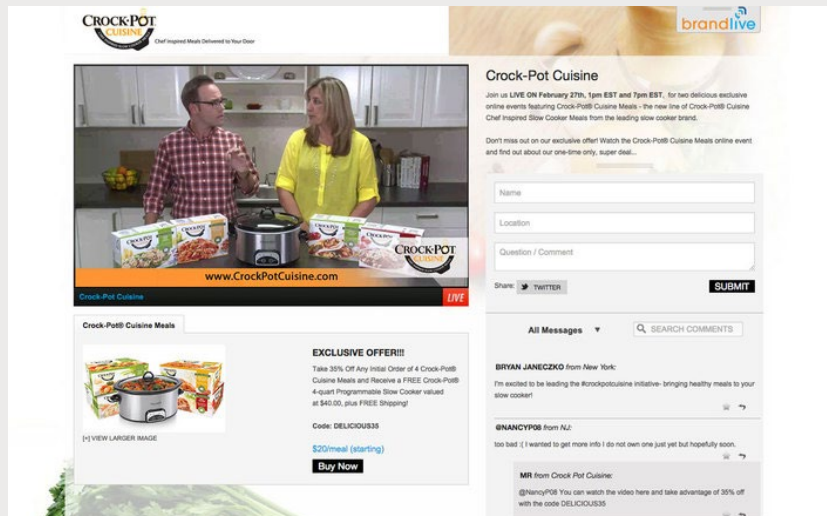 CROCK·POT
CUISINE
Chef Inspired Meals Delivered to Your Door
brandlive
CROCK·POT
CUISINE
www.CrockPotCuisine.com
Crock-Pot Cuisine
LIVE
Crock-Pot® Cuisine Meals
[+] VIEW LARGER IMAGE
EXCLUSIVE OFFER!!!
Take 35% Off Any Initial Order of 4 Crock-Pot®
Cuisine Meals and Receive a FREE Crock-Pot®
4-quart Programmable Slow Cooker valued
at $40.00, plus FREE Shipping!
Code: DELICIOUS35
$20/meal (starting)
Buy Now
Crock-Pot Cuisine
Join us LIVE ON February 27th, 1pm EST and 7pm EST, for two delicious exclusive
online events featuring Crock-Pot® Cuisine Meals - the new line of Crock-Pot® Cuisine
Chef Inspired Slow Cooker Meals from the leading slow cooker brand.
Don't miss out on our exclusive offer! Watch the Crock-Pot® Cuisine Meals online event
and find out about our one-time only, super deal...
Name
Location
Question / Comment
Share: TWITTER
SUBMIT
All Messages ▼
SEARCH COMMENTS
BRYAN JANECZKO from New York:
I'm excited to be leading the #crockpotcuisine initiative- bringing healthy meals to your
slow cooker!
@NANCYP08 from NJ:
too bad :( I wanted to get more info I do not own one just yet but hopefully soon.
MR from Crock Pot Cuisine:
@NancyP08 You can watch the video here and take advantage of 35% off
with the code DELICIOUS35